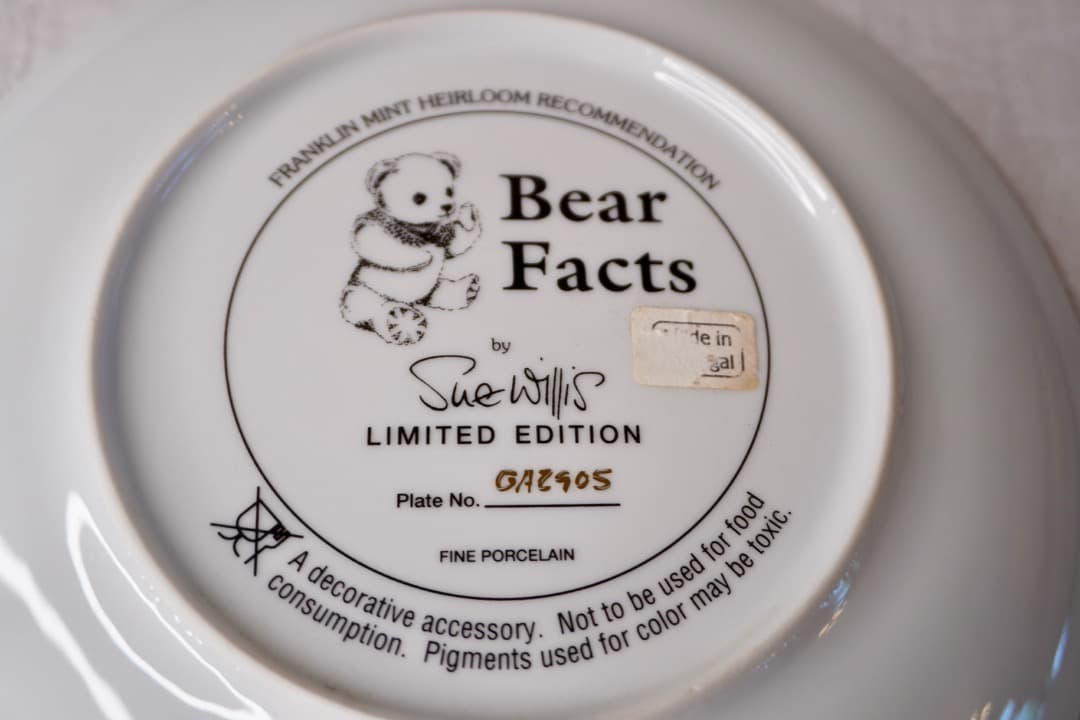 FRANKLIN MINT HEIRLOOM RECOMMENDATION
Bear
Facts
by
Sue Willis
LIMITED EDITION
Plate No. GA2905
FINE PORCELAIN
in
A decorative accessory. Not to be used for food
consumption. Pigments used for color may be toxic.